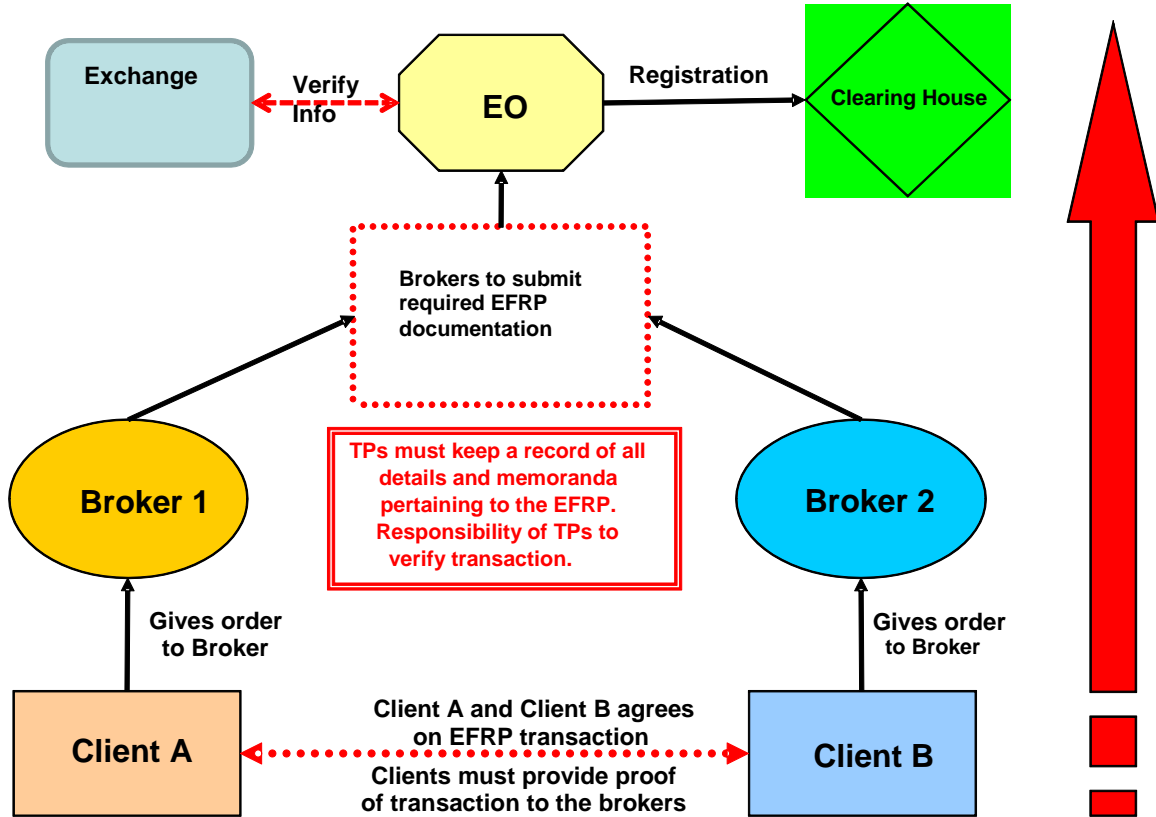 Exchange
Verify
Info
EO
Registration
Clearing House
Brokers to submit
required EFRP
documentation
Broker 1
TPs must keep a record of all
details and memoranda
pertaining to the EFRP.
Responsibility of TPs to
verify transaction.
Broker 2
Gives order
to Broker
Gives order
to Broker
Client A
Client A and Client B agrees
on EFRP transaction
Clients must provide proof
of transaction to the brokers
Client B